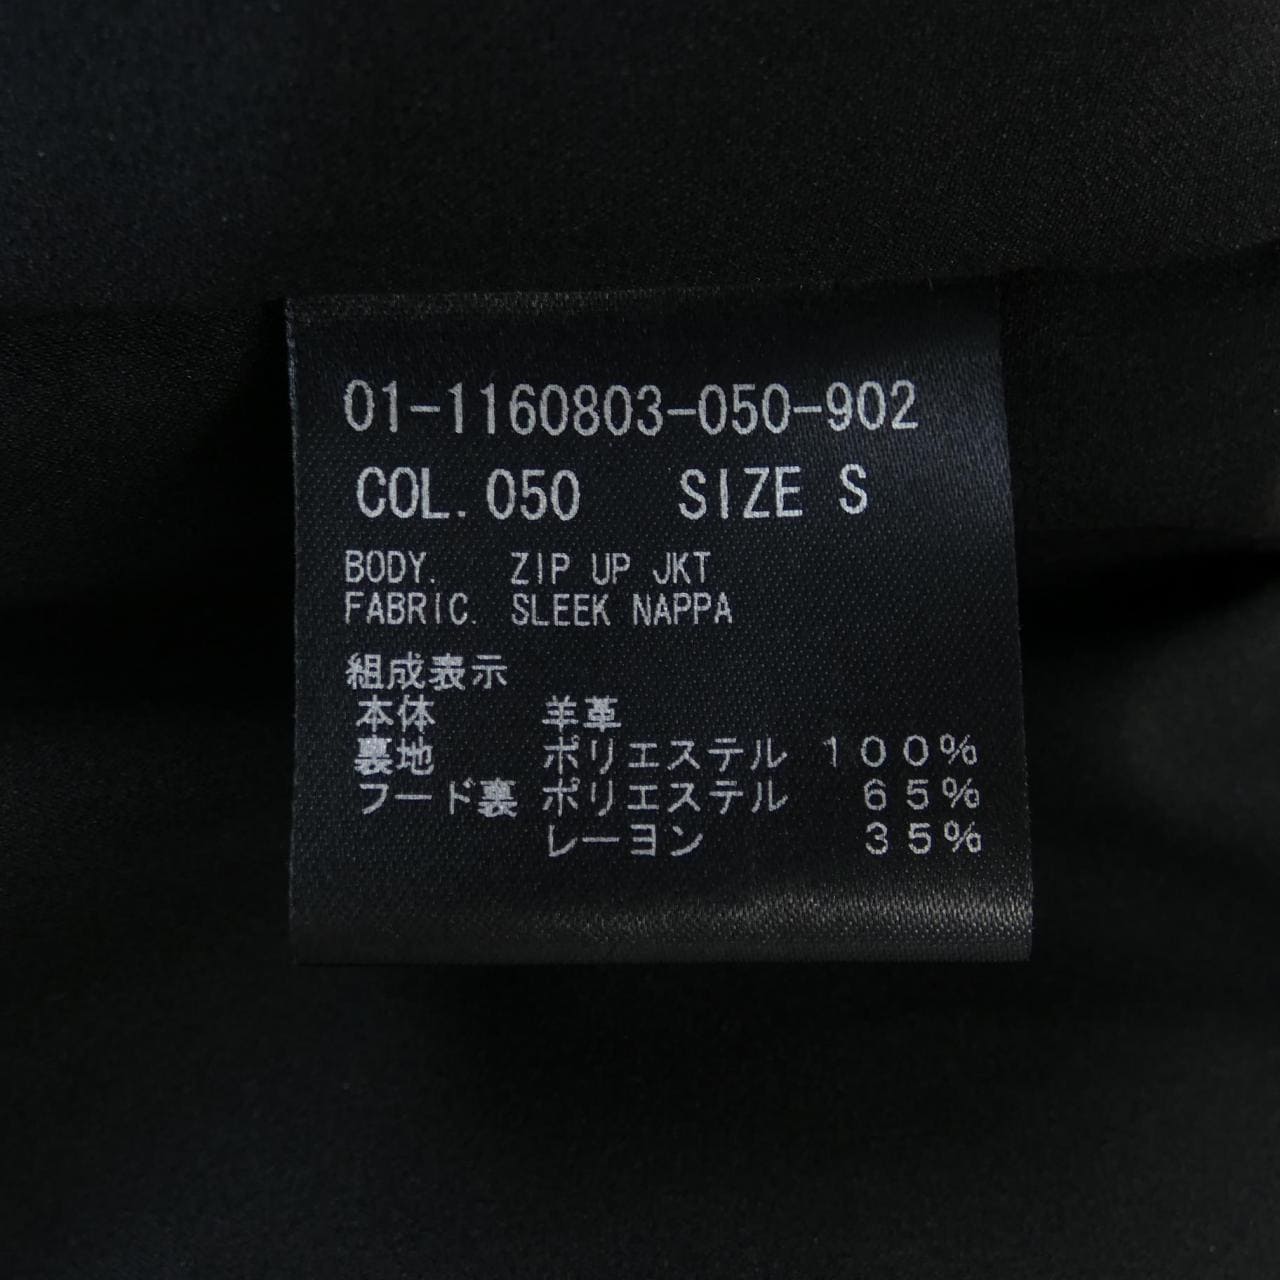 01-1160803-050-902
COL. 050 SIZE S
BODY. ZIP UP JKT
FABRIC. SLEEK NAPPA
組成表示
本体 羊革
裏地 ポリエステル 100%
フード裏 ポリエステル 65%
レーヨン 35%